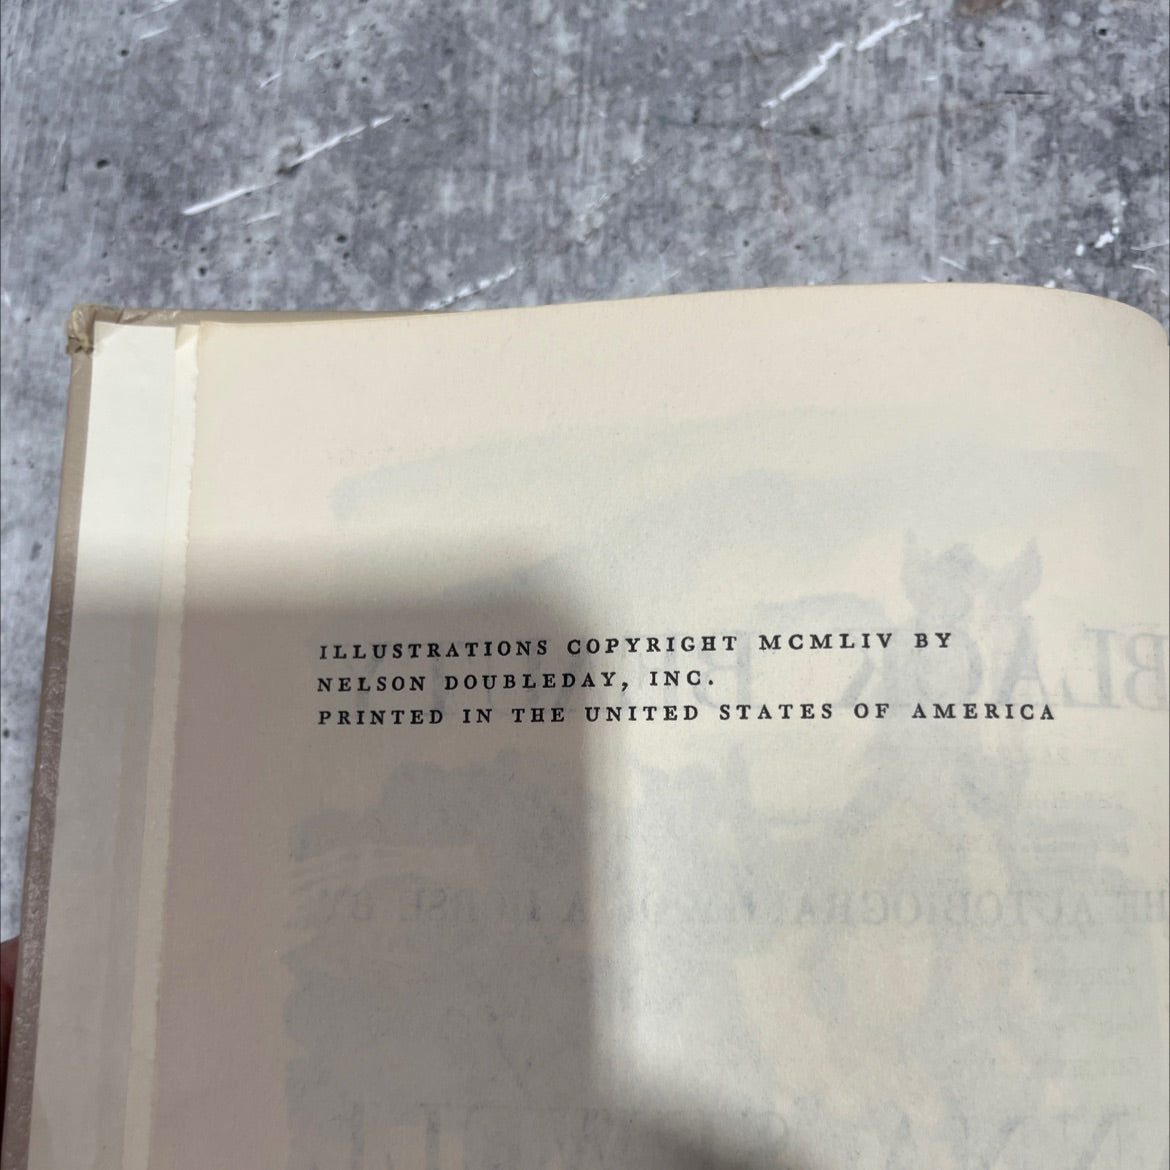 ILLUSTRATIONS COPYRIGHT MCMLIV BY
NELSON DOUBLEDAY, INC.
PRINTED IN THE UNITED STATES OF AMERICA